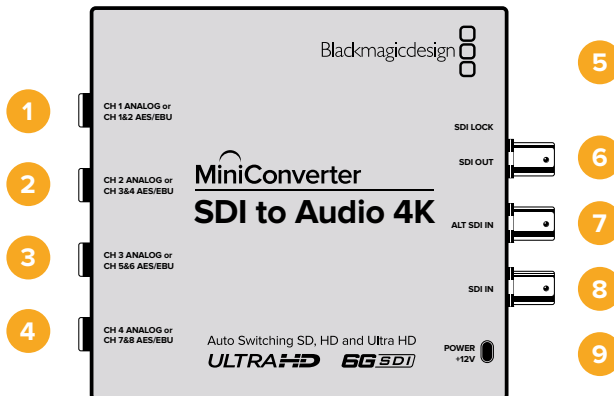 Blackmagicdesign
5
1
CH 1 ANALOG or
CH 1&2 AES/EBU
SDI LOCK
SDI OUT
6
2
CH 2 ANALOG or
CH 3&4 AES/EBU
MiniConverter
SDI to Audio 4K
ALT SDI IN
7
3
CH 3 ANALOG or
CH 5&6 AES/EBU
SDI IN
8
4
CH 4 ANALOG or
CH 7&8 AES/EBU
Auto Switching SD, HD and Ultra HD
ULTRAHD 6G SDI
POWER
+12V
9